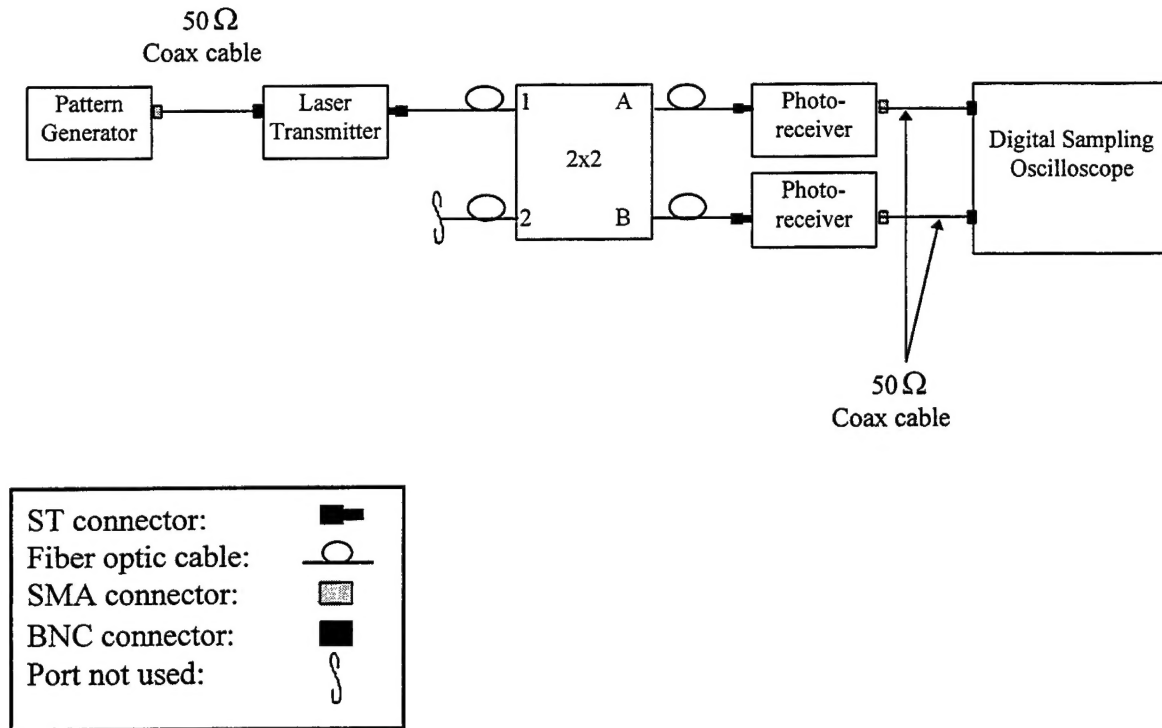 50 Ω
Coax cable
Pattern
Generator
Laser
Transmitter
1
A
2x2
2
B
Photo-
receiver
Photo-
receiver
Digital Sampling
Oscilloscope
50 Ω
Coax cable
ST connector:
Fiber optic cable:
SMA connector:
BNC connector:
Port not used: